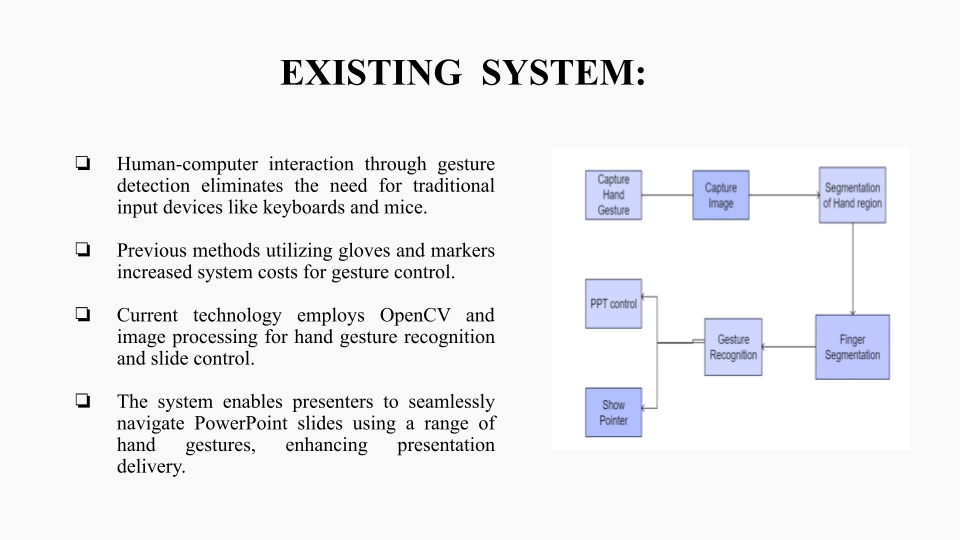 EXISTING SYSTEM:
❏ Human-computer interaction through gesture
detection eliminates the need for traditional
input devices like keyboards and mice.
❏ Previous methods utilizing gloves and markers
increased system costs for gesture control.
❏ Current technology employs OpenCV and
image processing for hand gesture recognition
and slide control.
❏ The system enables presenters to seamlessly
navigate PowerPoint slides using a range of
hand gestures, enhancing presentation
delivery.
Capture
Hand
Gesture
Capture
Image
Segmentation
of Hand region
PPT control
Gesture
Recognition
Finger
Segmentation
Show
Pointer